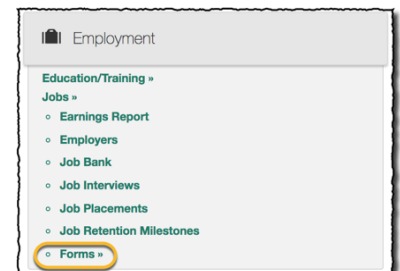 Employment
Education/Training »
Jobs »
Earnings Report
Employers
Job Bank
Job Interviews
Job Placements
Job Retention Milestones
Forms »